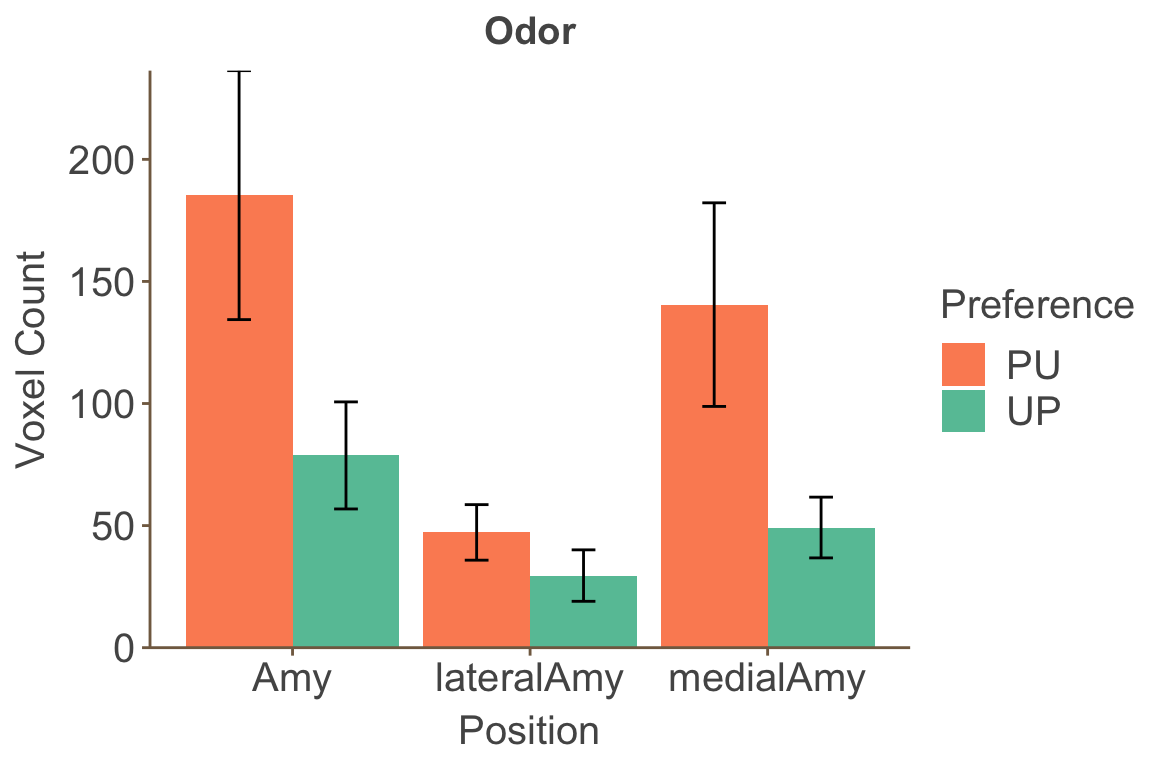 Odor
Voxel Count
200
150
100
50
0
Amy
lateralAmy
medialAmy
Position
Preference
PU
UP